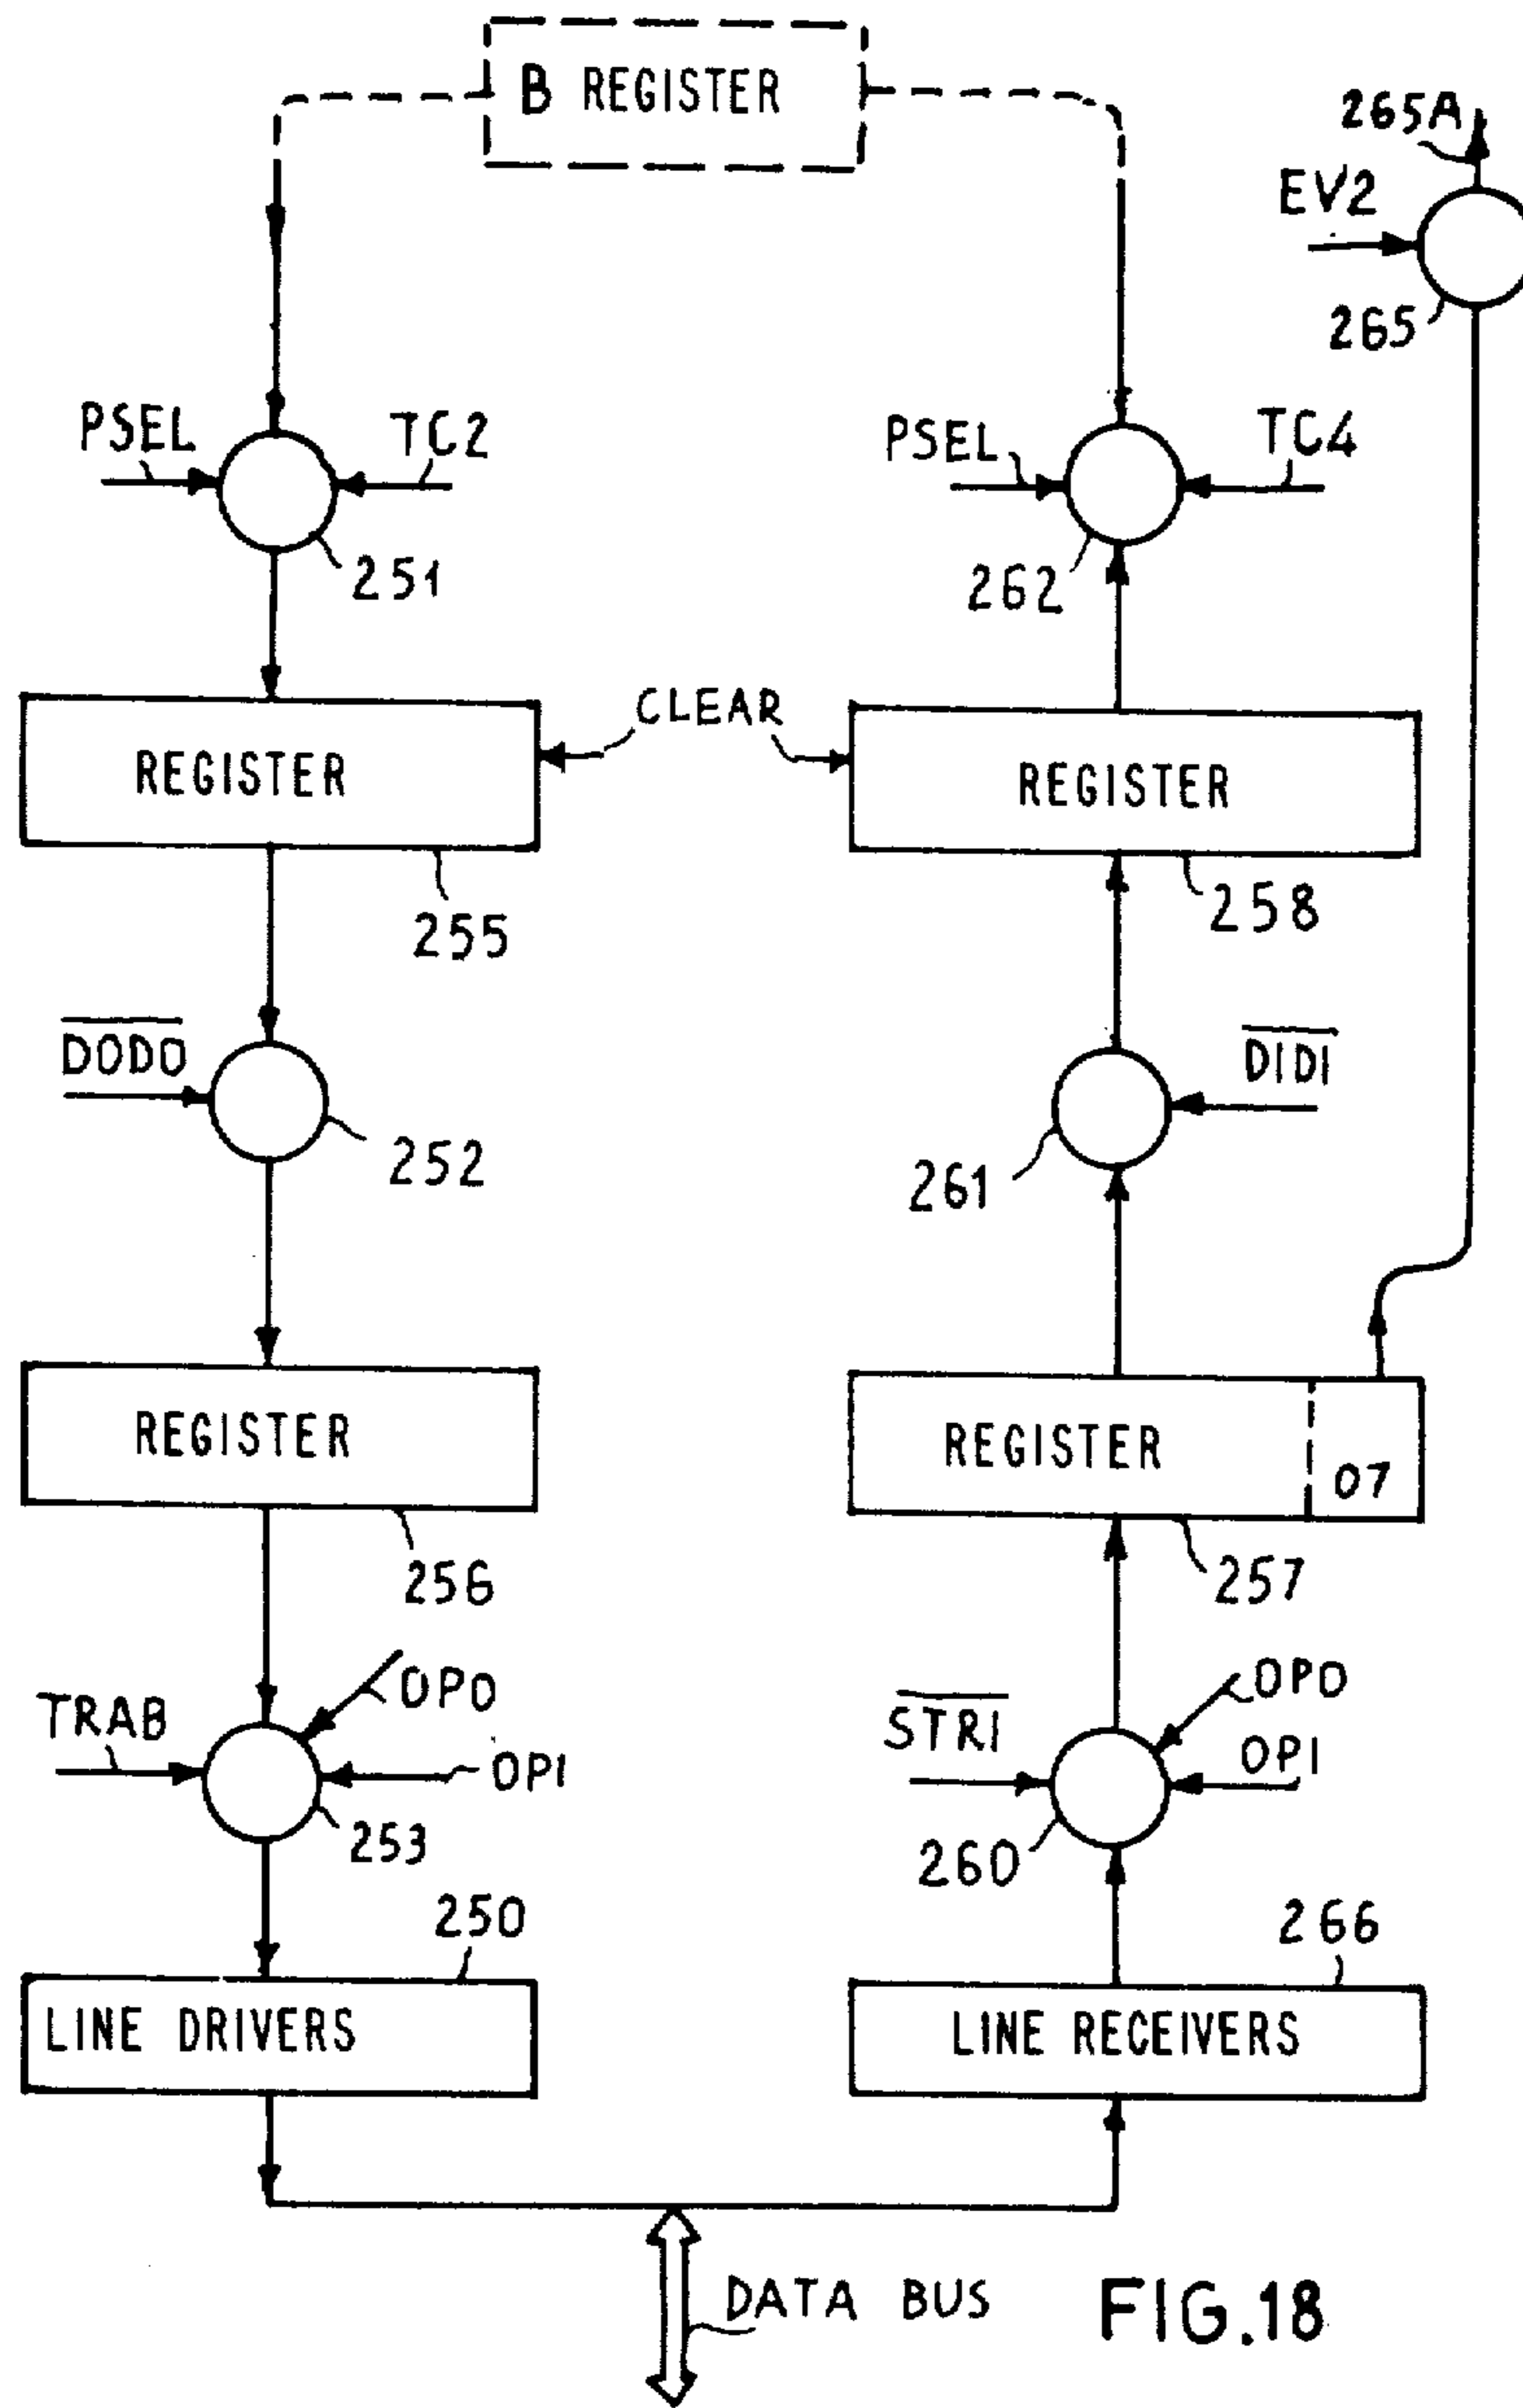 B REGISTER
265A
EV2
265
PSEL
TC2
251
PSEL
TC4
262
CLEAR
REGISTER
255
REGISTER
258
DODO
252
DIDI
261
REGISTER
256
REGISTER
07
257
TRAB
OPO
OPI
253
STRI
OPO
OPI
260
250
LINE DRIVERS
266
LINE RECEIVERS
DATA BUS
FIG.18